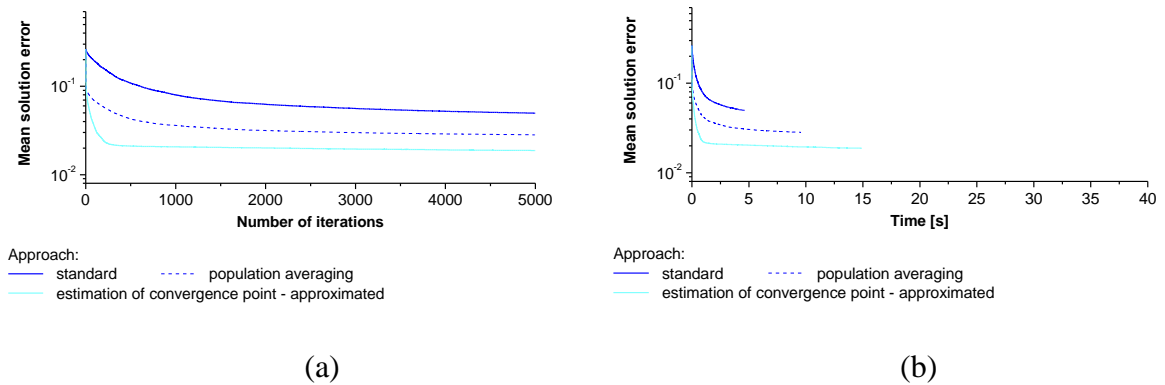 Mean solution error
10^-1
10^-2
0 1000 2000 3000 4000 5000
Number of iterations
Approach:
standard population averaging
estimation of convergence point - approximated
(a)
Mean solution error
10^-1
10^-2
0 5 10 15 20 25 30 35 40
Time [s]
Approach:
standard population averaging
estimation of convergence point - approximated
(b)